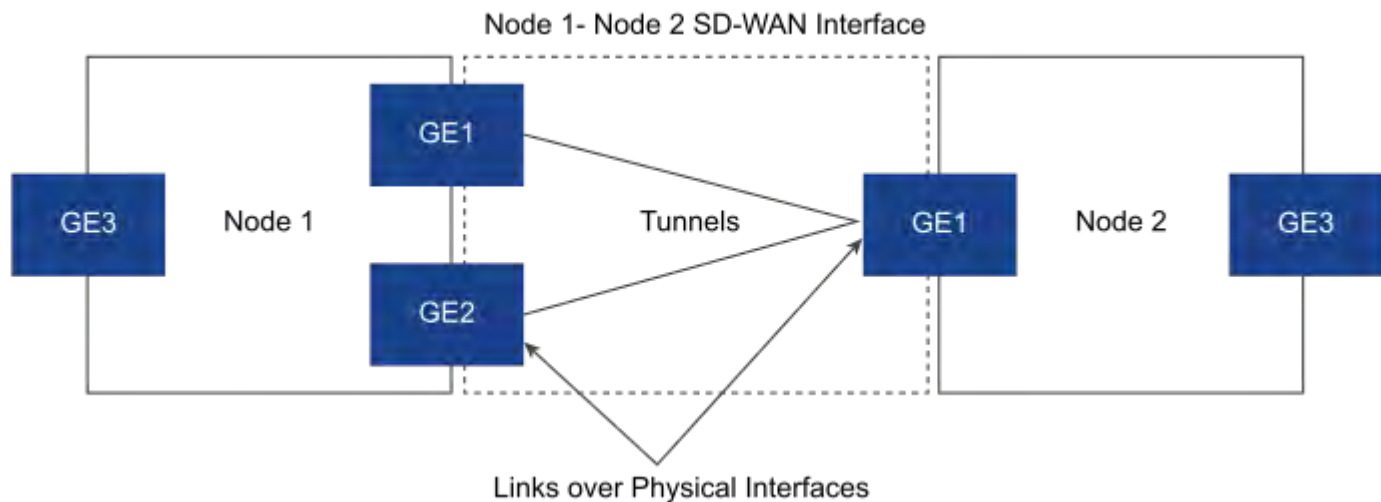 Node 1- Node 2 SD-WAN Interface
GE1
GE3
Node 1
Tunnels
GE1
Node 2
GE3
GE2
Links over Physical Interfaces